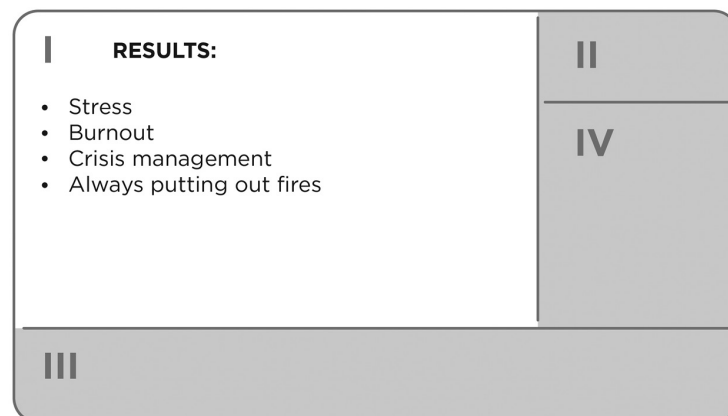 I RESULTS:
II
• Stress
• Burnout
• Crisis management
• Always putting out fires
IV
III